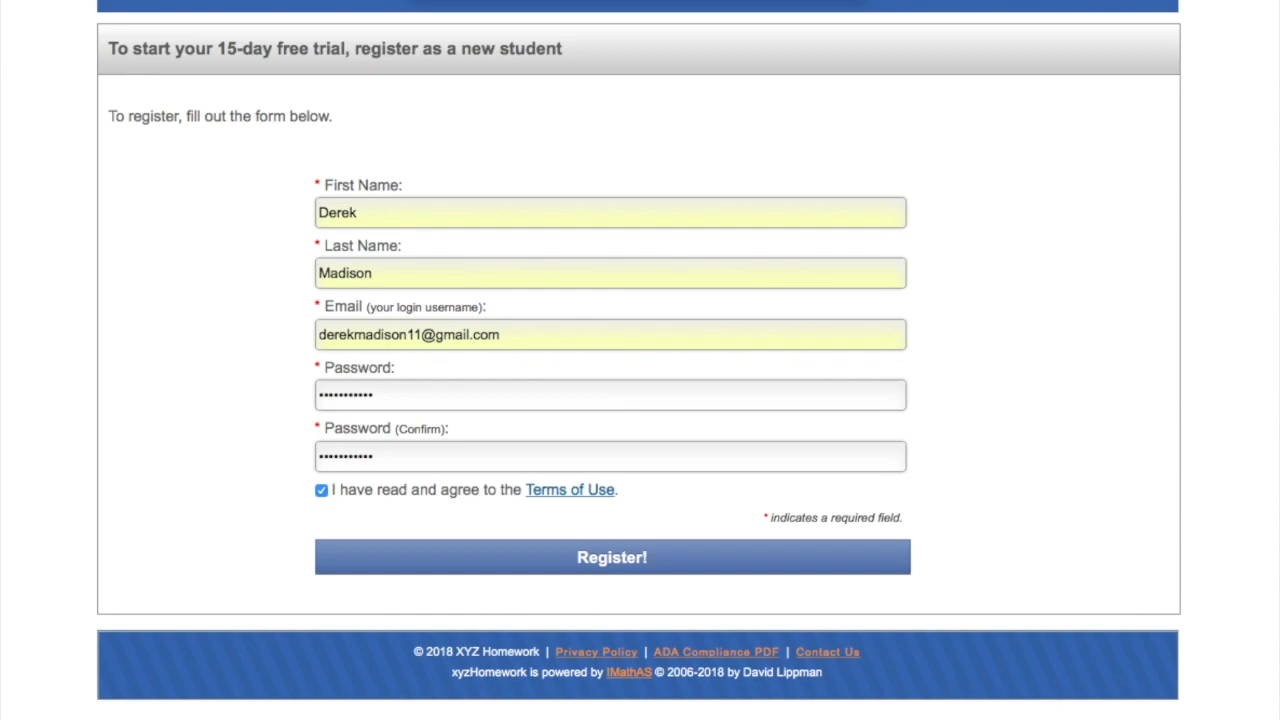 To start your 15-day free trial, register as a new student
To register, fill out the form below.
* First Name:
Derek
* Last Name:
Madison
* Email (your login username):
derekmadison11@gmail.com
* Password:
•••••••••••
* Password (Confirm):
•••••••••••
I have read and agree to the Terms of Use.
* indicates a required field.
Register!
© 2018 XYZ Homework | Privacy Policy | ADA Compliance PDF | Contact Us
xyzHomework is powered by IMathAS © 2006-2018 by David Lippman